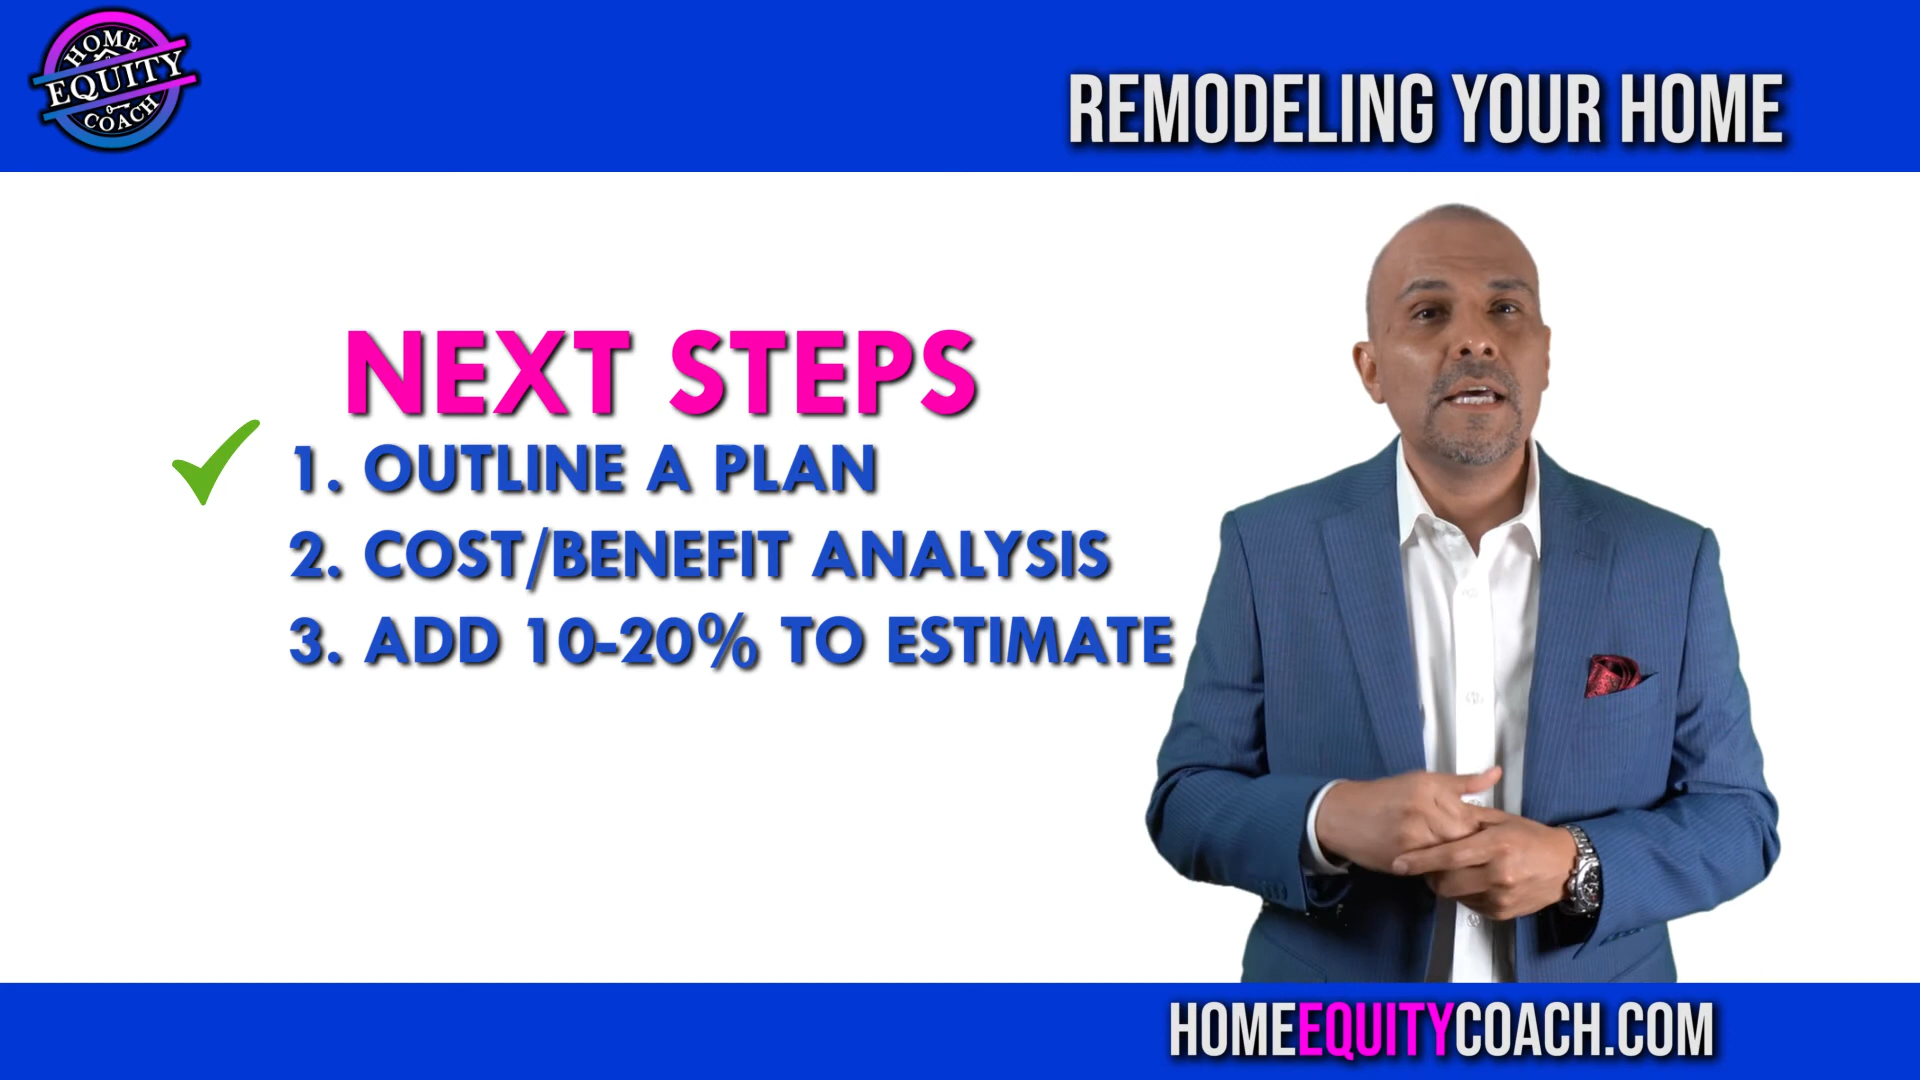 HOME
EQUITY
COACH
REMODELING YOUR HOME
NEXT STEPS
1. OUTLINE A PLAN
2. COST/BENEFIT ANALYSIS
3. ADD 10-20% TO ESTIMATE
HOMEEQUITYCOACH.COM